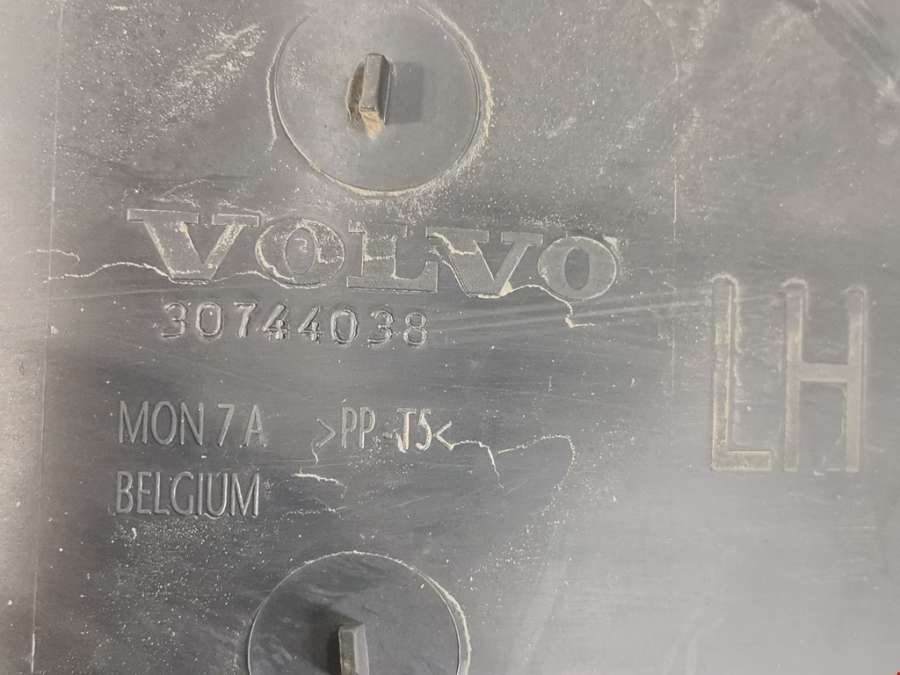 VOLVO
30744038
LH
MON 7 A >PP-T5<
BELGIUM